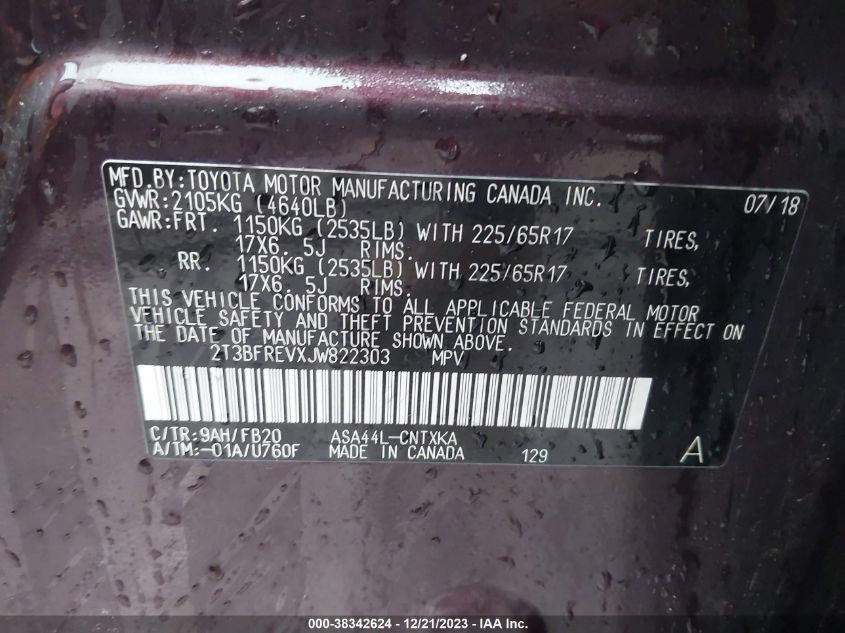 MFD.BY:TOYOTA MOTOR MANUFACTURING CANADA INC. 07/18
GVWR:2105KG (4640LB)
GAWR:FRT. 1150KG (2535LB) WITH 225/65R17 TIRES,
17X6. 5J RIMS.
RR. 1150KG (2535LB) WITH 225/65R17 TIRES,
17X6. 5J RIMS.
THIS VEHICLE CONFORMS TO ALL APPLICABLE FEDERAL MOTOR
VEHICLE SAFETY AND THEFT PREVENTION STANDARDS IN EFFECT ON
THE DATE OF MANUFACTURE SHOWN ABOVE.
2T3BFREVXJW822303 MPV
C/TR:9AH/FB20 ASA44L-CNTXKA
A/TM:-01A/U760F MADE IN CANADA 129 A
000-38342624 - 12/21/2023 - IAA Inc.